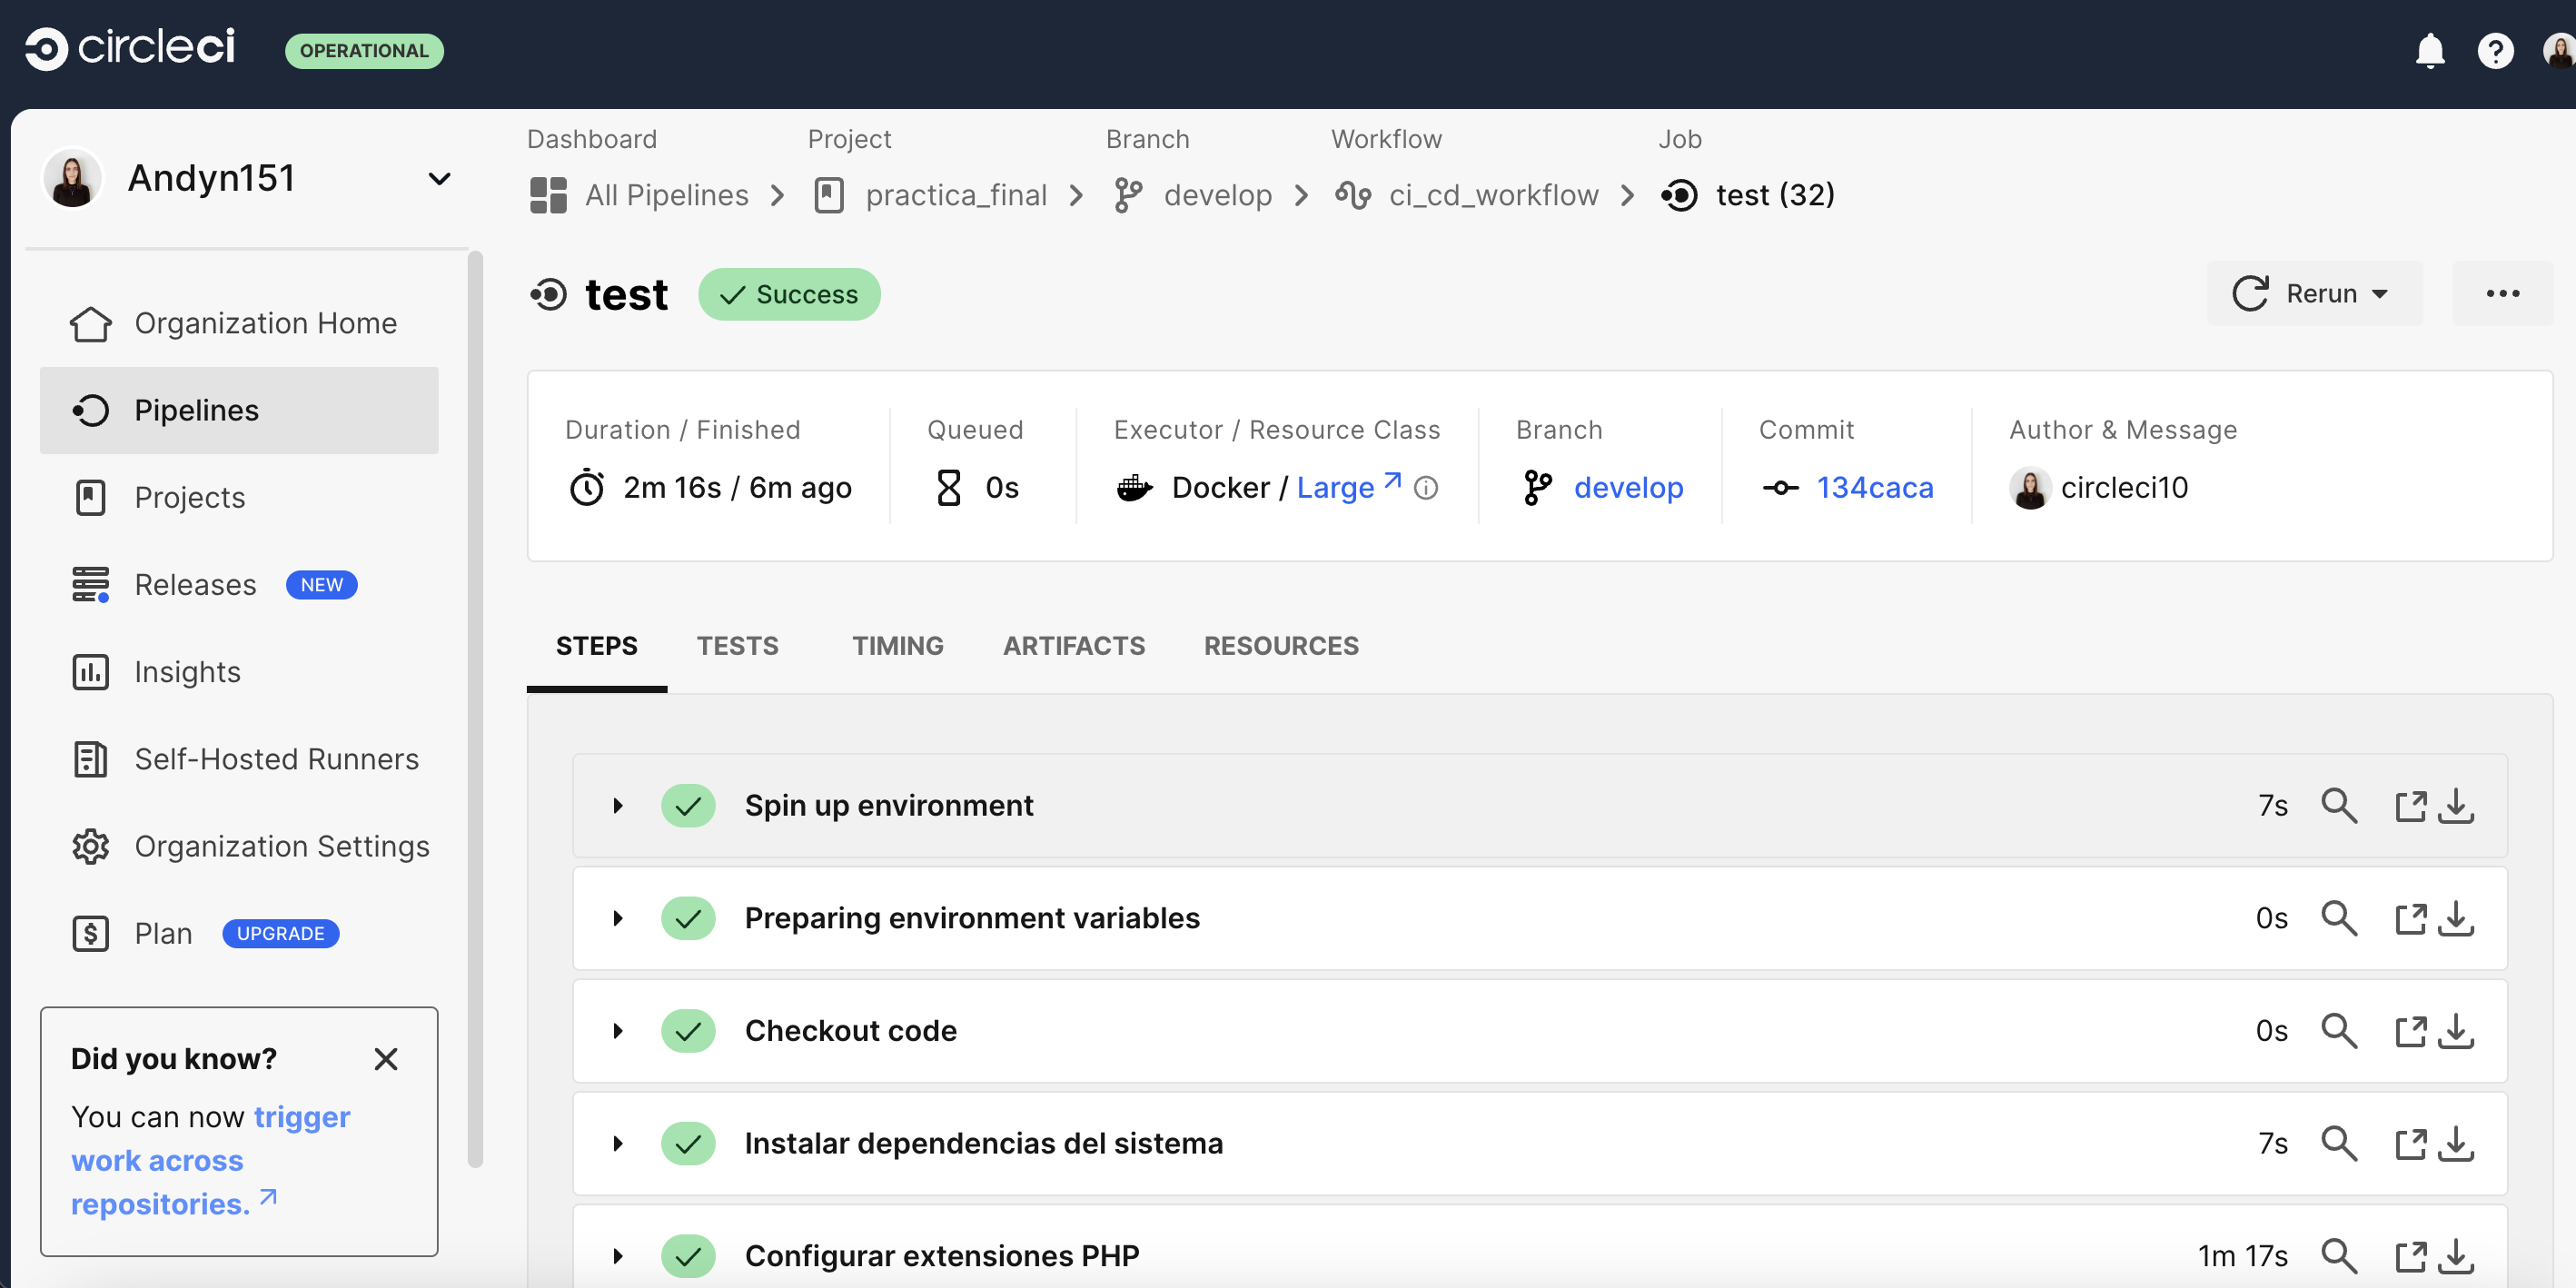 circleci
OPERATIONAL
Andyn151
Organization Home
Pipelines
Projects
Releases NEW
Insights
Self-Hosted Runners
Organization Settings
Plan UPGRADE
Did you know?
You can now trigger
work across
repositories.
Dashboard Project Branch Workflow Job
All Pipelines practica_final develop ci_cd_workflow test (32)
test Success
Rerun
Duration / Finished Queued Executor / Resource Class Branch Commit Author & Message
2m 16s / 6m ago 0s Docker / Large develop 134caca circleci10
STEPS TESTS TIMING ARTIFACTS RESOURCES
Spin up environment 7s
Preparing environment variables 0s
Checkout code 0s
Instalar dependencias del sistema 7s
Configurar extensiones PHP 1m 17s